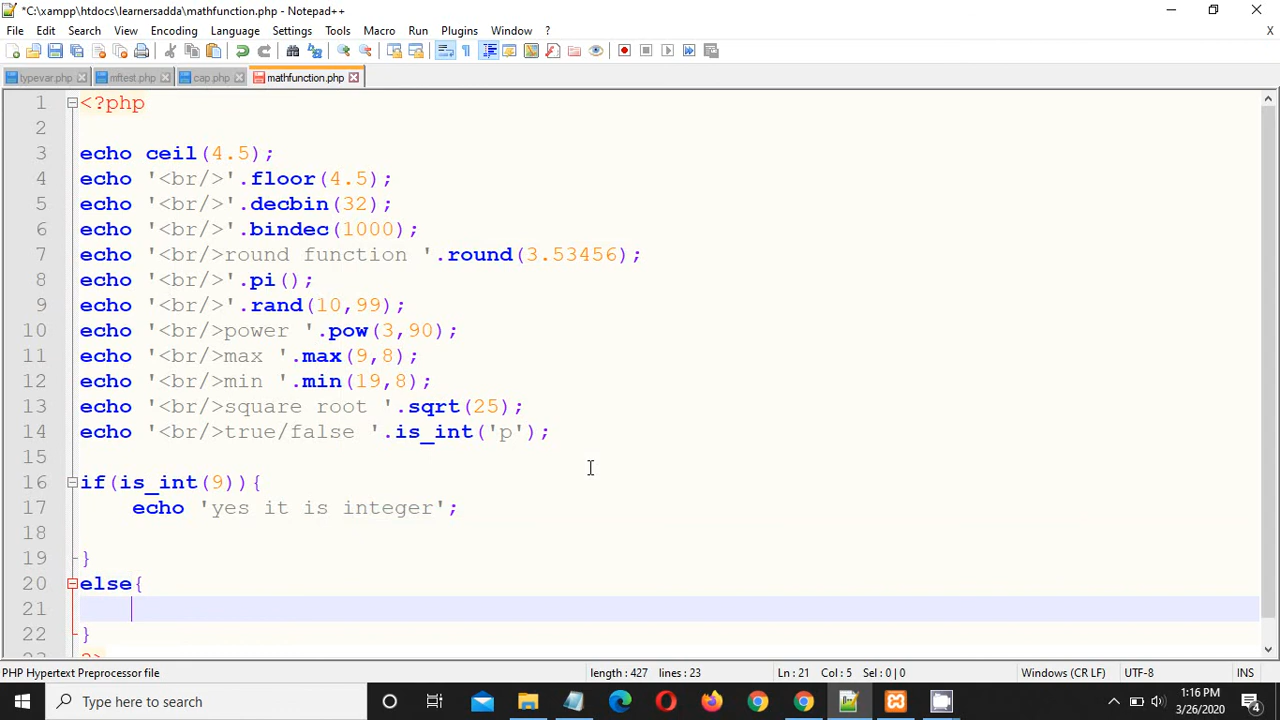 *C:\xampp\htdocs\learnersadda\mathfunction.php - Notepad++
File Edit Search View Encoding Language Settings Tools Macro Run Plugins Window ? X
typevar.php mftest.php cap.php mathfunction.php
1 <?php
2
3 echo ceil(4.5);
4 echo '<br/>'.floor(4.5);
5 echo '<br/>'.decbin(32);
6 echo '<br/>'.bindec(1000);
7 echo '<br/>round function '.round(3.53456);
8 echo '<br/>'.pi();
9 echo '<br/>'.rand(10,99);
10 echo '<br/>power '.pow(3,90);
11 echo '<br/>max '.max(9,8);
12 echo '<br/>min '.min(19,8);
13 echo '<br/>square root '.sqrt(25);
14 echo '<br/>true/false '.is_int('p');
15
16 if(is_int(9)){
17 echo 'yes it is integer';
18
19 }
20 else{
21
22 }
23 ?>
PHP Hypertext Preprocessor file length : 427 lines : 23 Ln : 21 Col : 5 Sel : 0 | 0 Windows (CR LF) UTF-8 INS
Type here to search
1:16 PM
3/26/2020
4